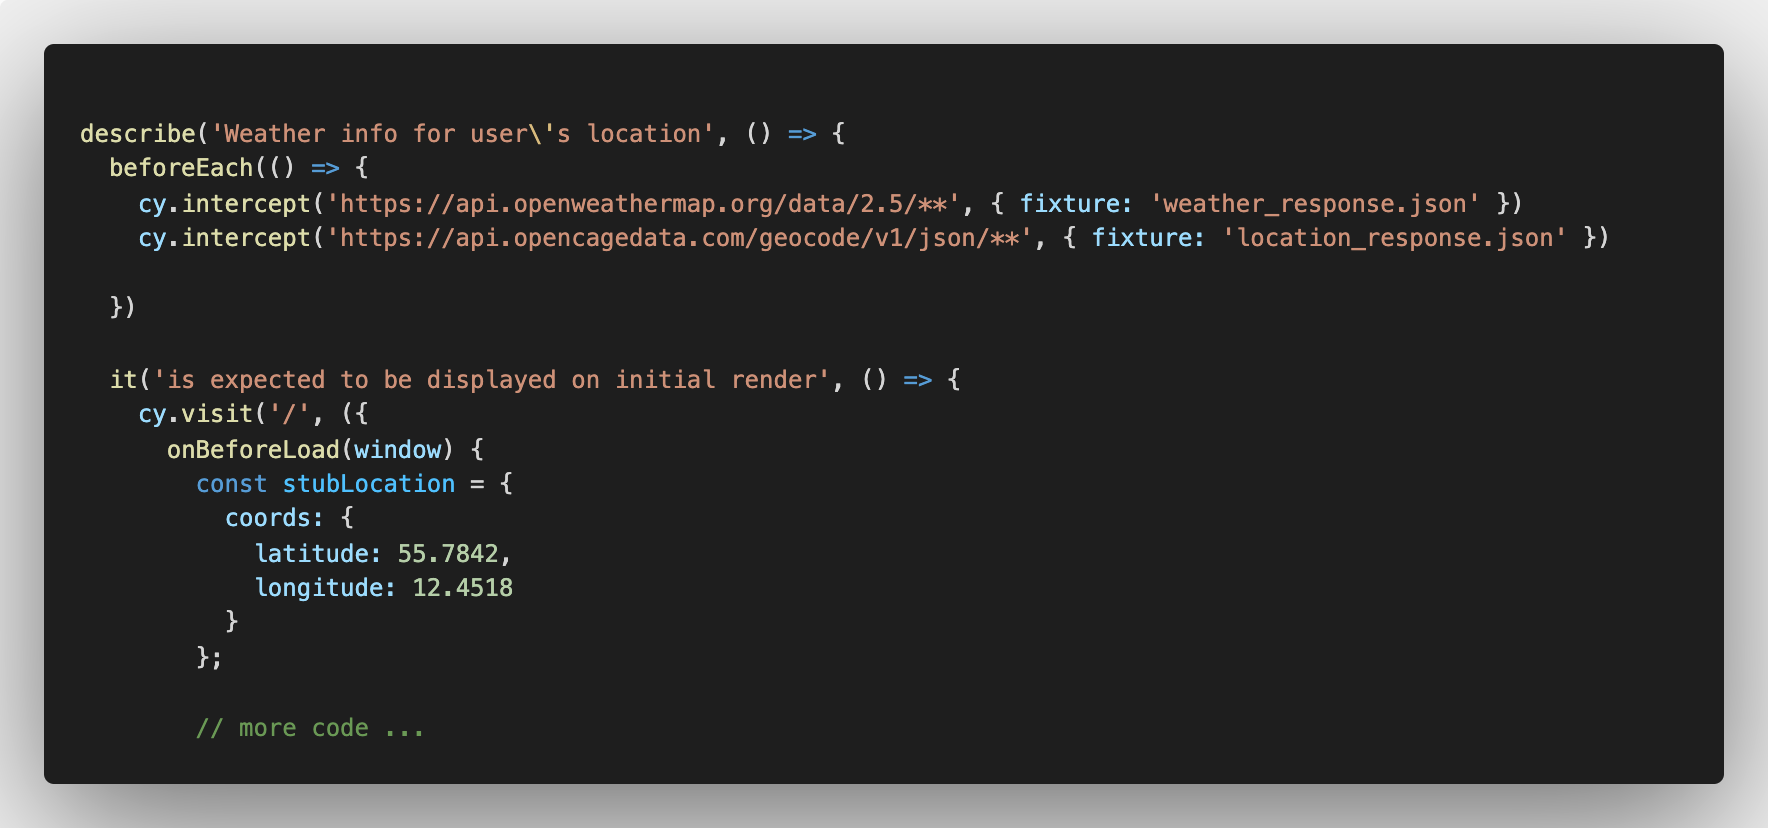 describe('Weather info for user\'s location', () => {
  beforeEach(() => {
    cy.intercept('https://api.openweathermap.org/data/2.5/**', { fixture: 'weather_response.json' })
    cy.intercept('https://api.opencagedata.com/geocode/v1/json/**', { fixture: 'location_response.json' })
  })
  it('is expected to be displayed on initial render', () => {
    cy.visit('/', ({
      onBeforeLoad(window) {
        const stubLocation = {
          coords: {
            latitude: 55.7842,
            longitude: 12.4518
          }
        };
        // more code ...